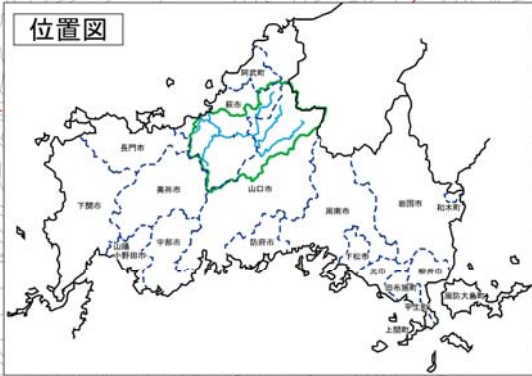 位置図
阿武町
萩市
長門市
美祢市
山口市
下関市
周南市
岩国市
和木町
宇部市
防府市
山陽
小野田市
下松市
光市
柳井市
田布施町
周防大島町
平生町
上関町